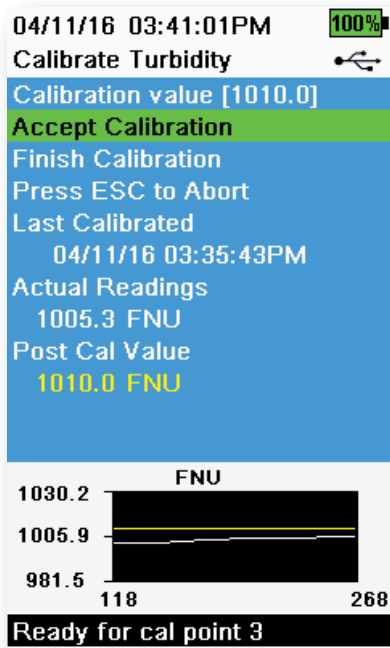 04/11/16 03:41:01PM 100%
Calibrate Turbidity
Calibration value [1010.0]
Accept Calibration
Finish Calibration
Press ESC to Abort
Last Calibrated
04/11/16 03:35:43PM
Actual Readings
1005.3 FNU
Post Cal Value
1010.0 FNU
FNU
1030.2
1005.9
981.5
118 268
Ready for cal point 3